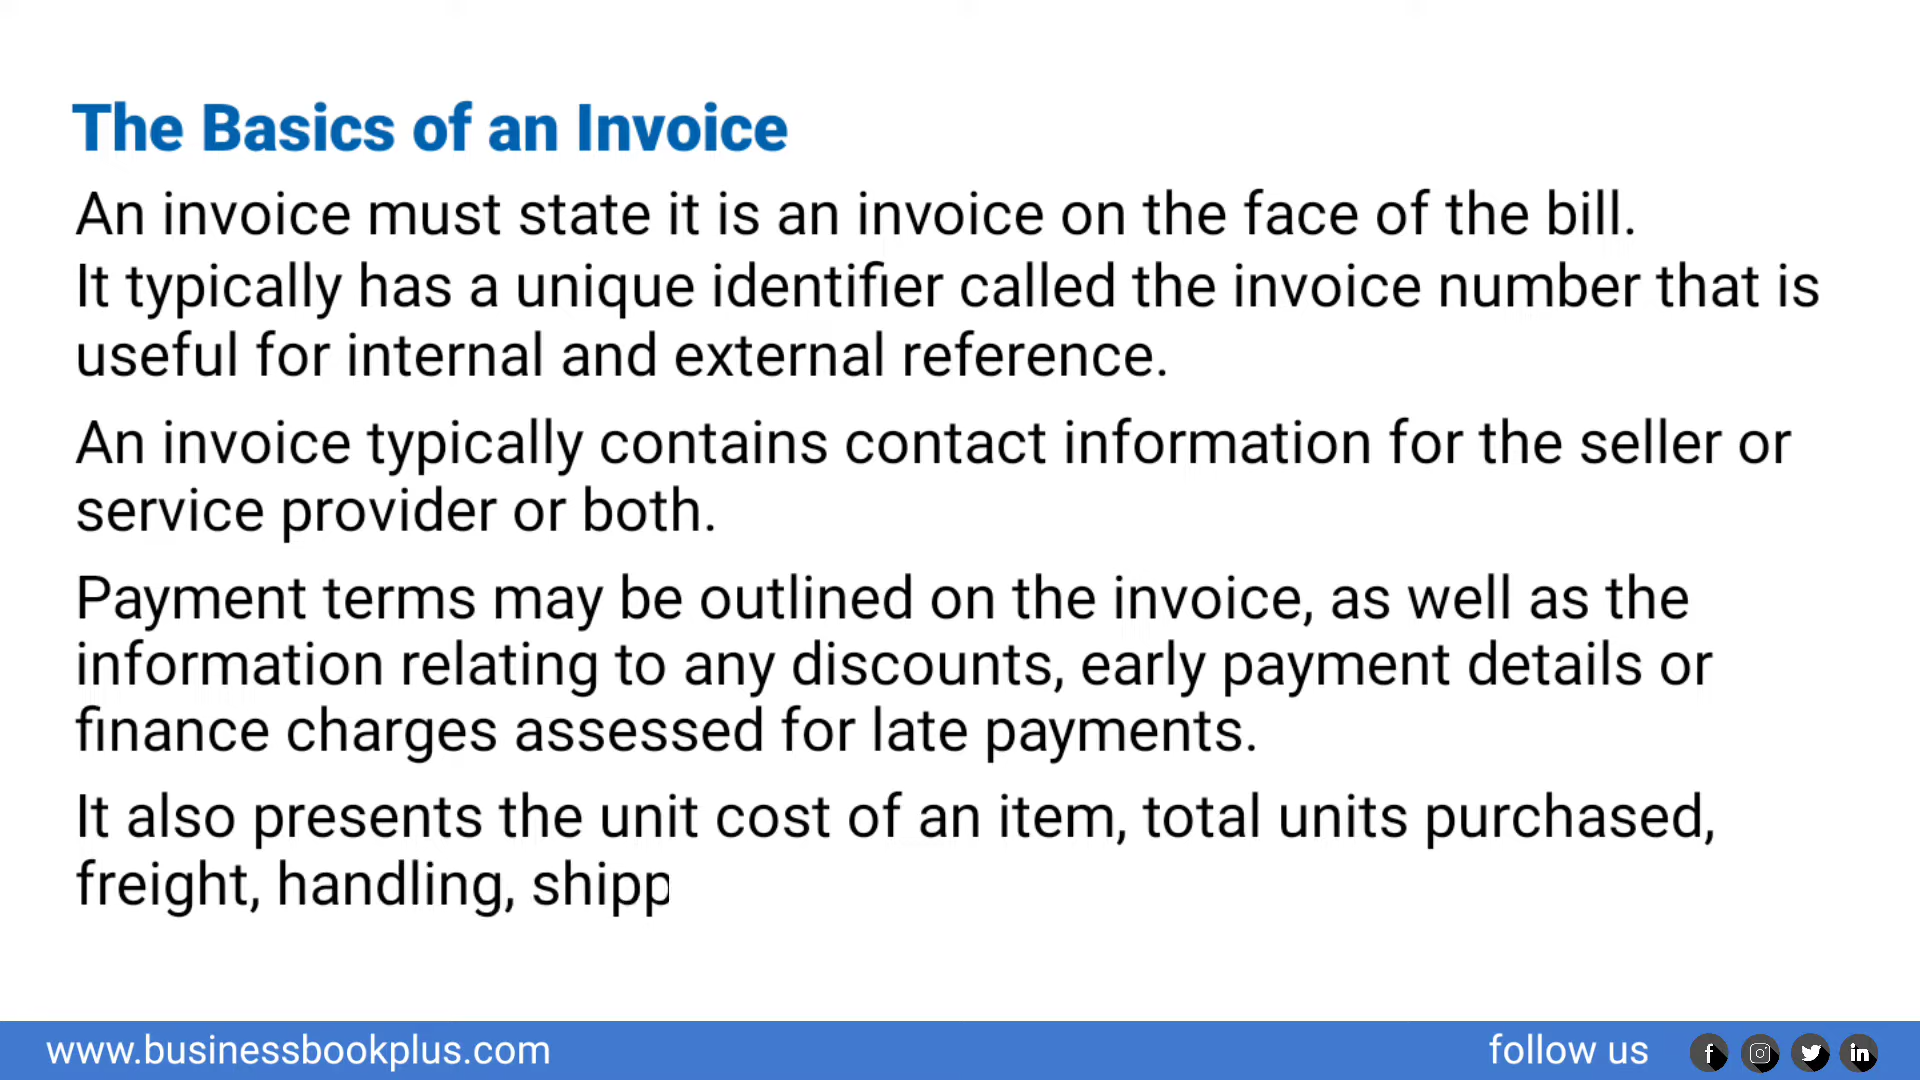 The Basics of an Invoice
An invoice must state it is an invoice on the face of the bill.
It typically has a unique identifier called the invoice number that is
useful for internal and external reference.
An invoice typically contains contact information for the seller or
service provider or both.
Payment terms may be outlined on the invoice, as well as the
information relating to any discounts, early payment details or
finance charges assessed for late payments.
It also presents the unit cost of an item, total units purchased,
freight, handling, shipp
www.businessbookplus.com
follow us